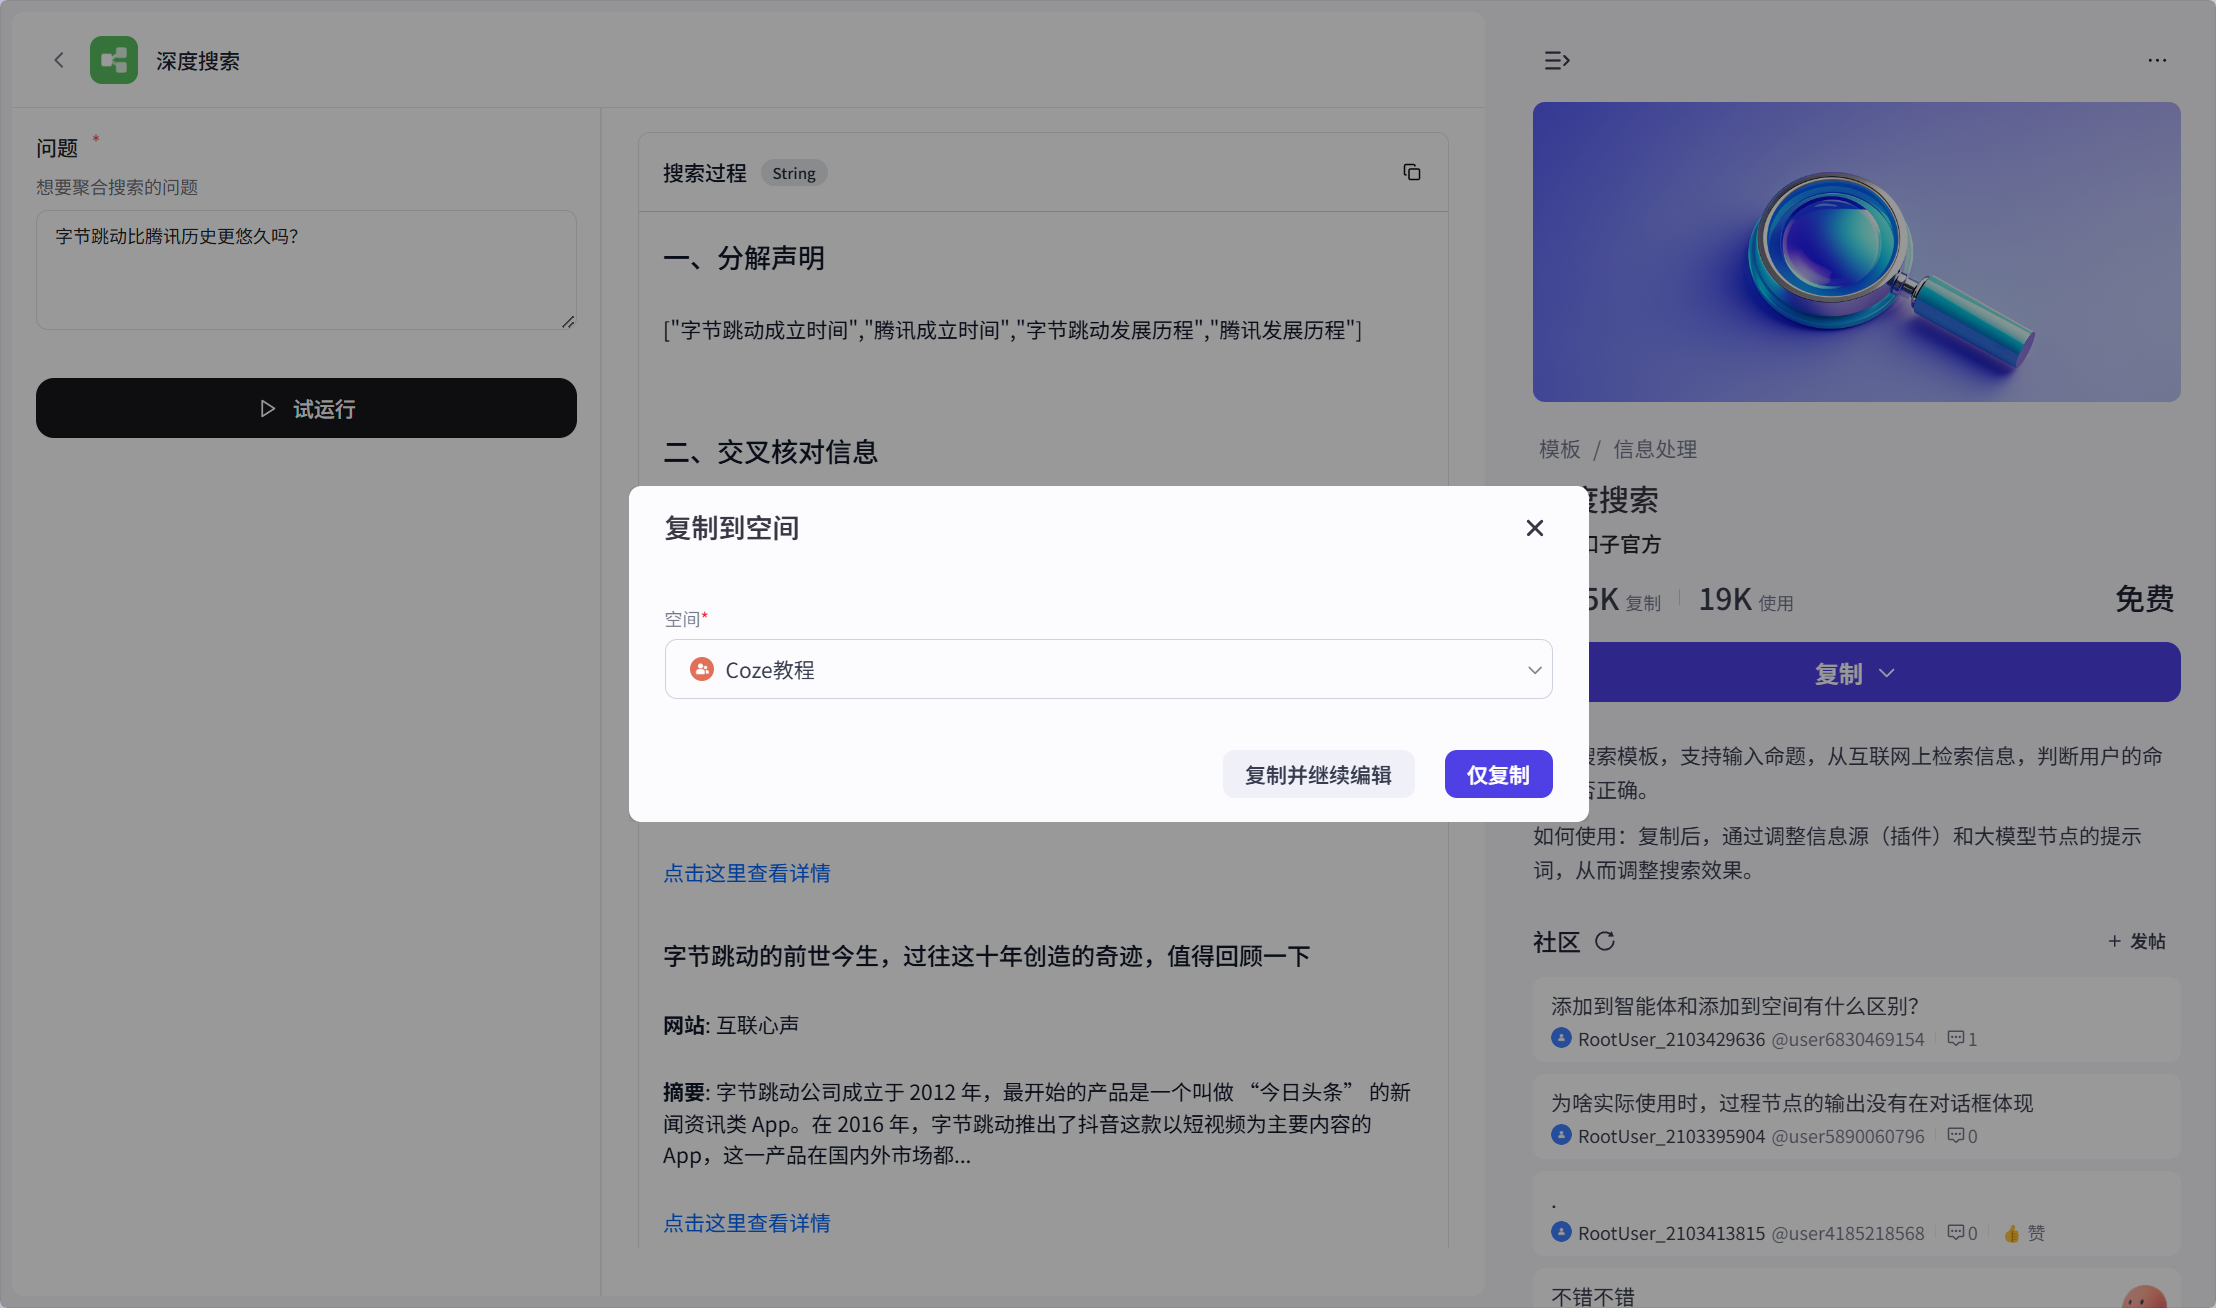 深度搜索
问题 *
想要聚合搜索的问题
字节跳动比腾讯历史更悠久吗？
试运行
搜索过程 String
一、分解声明
["字节跳动成立时间","腾讯成立时间","字节跳动发展历程","腾讯发展历程"]
二、交叉核对信息
复制到空间
空间*
Coze教程
复制并继续编辑 仅复制
点击这里查看详情
字节跳动的前世今生，过往这十年创造的奇迹，值得回顾一下
网站: 互联心声
摘要: 字节跳动公司成立于 2012 年，最开始的产品是一个叫做 “今日头条” 的新
闻资讯类 App。在 2016 年，字节跳动推出了抖音这款以短视频为主要内容的
App，这一产品在国内外市场都...
点击这里查看详情
模板 / 信息处理
搜索
子官方
5K 复制 19K 使用 免费
复制
搜索模板，支持输入命题，从互联网上检索信息，判断用户的命
正确。
如何使用：复制后，通过调整信息源（插件）和大模型节点的提示
词，从而调整搜索效果。
社区 + 发帖
添加到智能体和添加到空间有什么区别？
RootUser_2103429636 @user6830469154 1
为啥实际使用时，过程节点的输出没有在对话框体现
RootUser_2103395904 @user5890060796 0
.
RootUser_2103413815 @user4185218568 0 👍 赞
不错不错